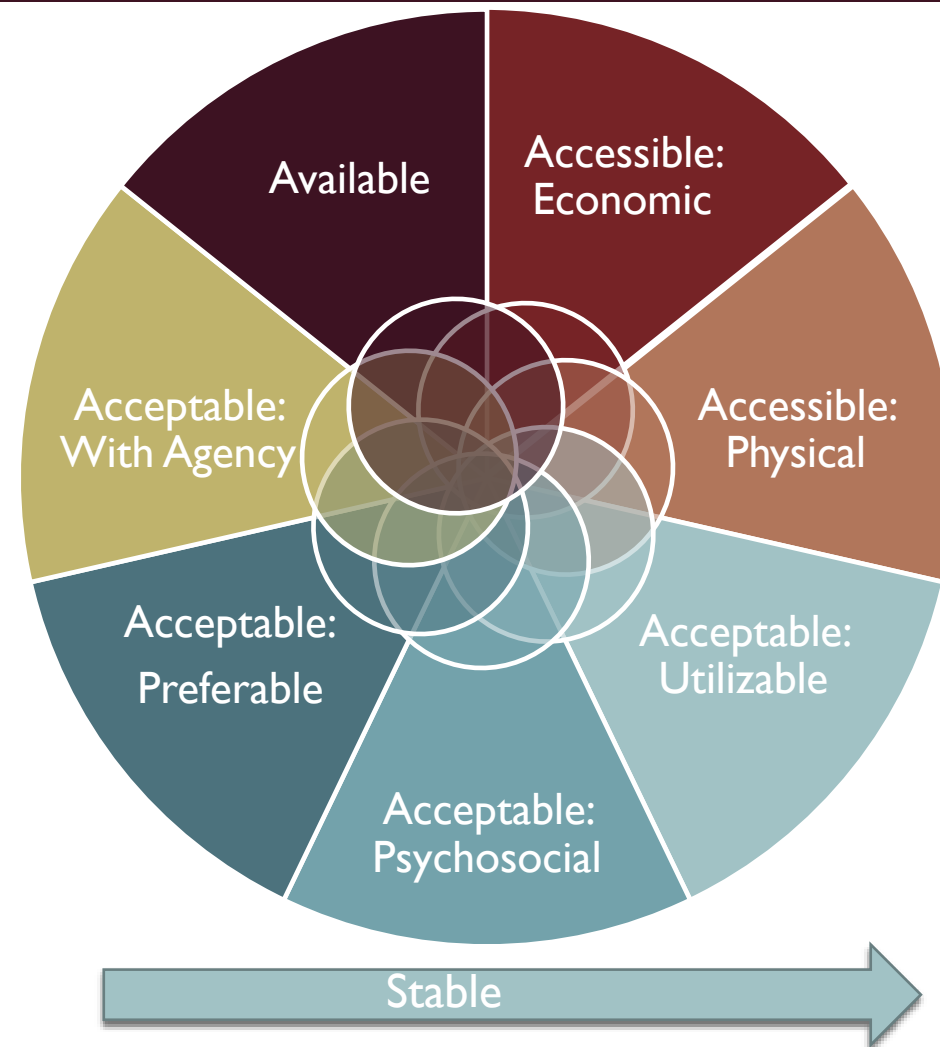 Available
Accessible:
Economic
Accessible:
Physical
Acceptable:
Utilizable
Acceptable:
Psychosocial
Acceptable:
Preferable
Acceptable:
With Agency
Stable